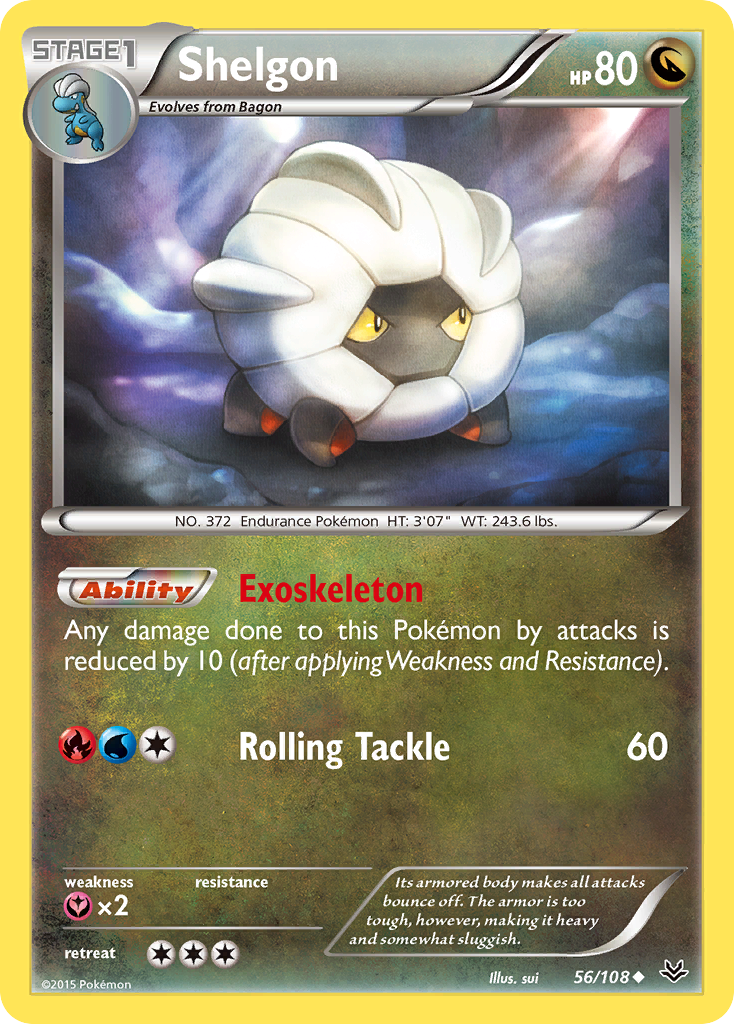 STAGE1
Shelgon
HP 80
Evolves from Bagon
NO. 372 Endurance Pokémon HT: 3'07" WT: 243.6 lbs.
Ability Exoskeleton
Any damage done to this Pokémon by attacks is
reduced by 10 (after applying Weakness and Resistance).
Rolling Tackle 60
weakness resistance
×2
retreat
Its armored body makes all attacks
bounce off. The armor is too
tough, however, making it heavy
and somewhat sluggish.
©2015 Pokémon
Illus. sui 56/108